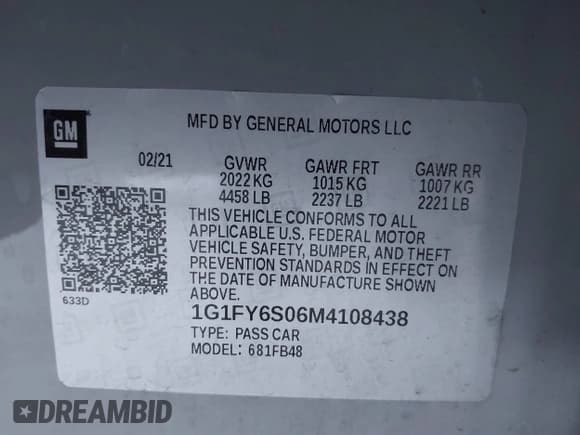 GM
MFD BY GENERAL MOTORS LLC
02/21 GVWR GAWR FRT GAWR RR
2022 KG 1015 KG 1007 KG
4458 LB 2237 LB 2221 LB
THIS VEHICLE CONFORMS TO ALL
APPLICABLE U.S. FEDERAL MOTOR
VEHICLE SAFETY, BUMPER, AND THEFT
PREVENTION STANDARDS IN EFFECT ON
THE DATE OF MANUFACTURE SHOWN
ABOVE.
633D
1G1FY6S06M4108438
TYPE: PASS CAR
MODEL: 681FB48
DREAMBID